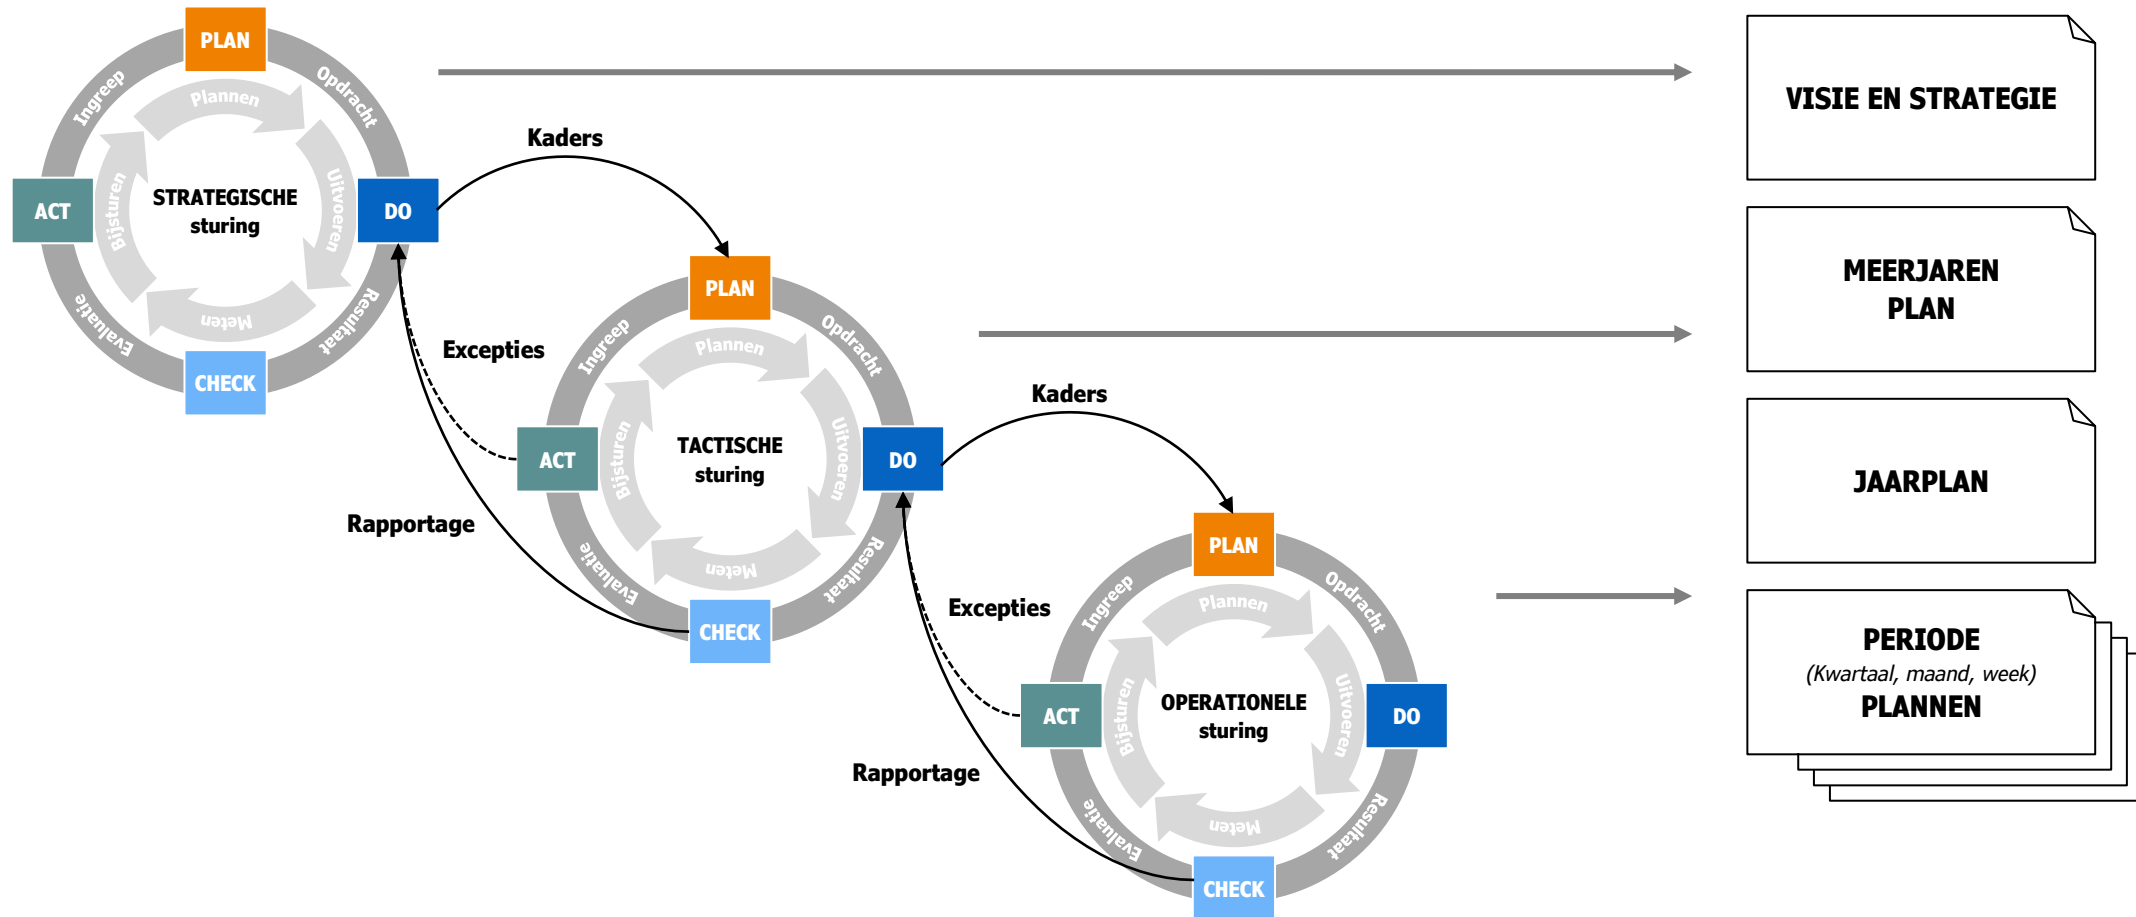 PLAN
Ingreep
Opdracht
Plannen
ACT
Bijsturen
STRATEGISCHE
sturing
Uitvoeren
DO
Meten
Evaluatie
Resultaat
CHECK
Kaders
Excepties
Rapportage
PLAN
Ingreep
Opdracht
Plannen
ACT
Bijsturen
TACTISCHE
sturing
Uitvoeren
DO
Meten
Evaluatie
Resultaat
CHECK
Kaders
Excepties
Rapportage
PLAN
Ingreep
Opdracht
Plannen
ACT
Bijsturen
OPERATIONELE
sturing
Uitvoeren
DO
Meten
Evaluatie
Resultaat
CHECK
VISIE EN STRATEGIE
MEERJAREN
PLAN
JAARPLAN
PERIODE
(Kwartaal, maand, week)
PLANNEN